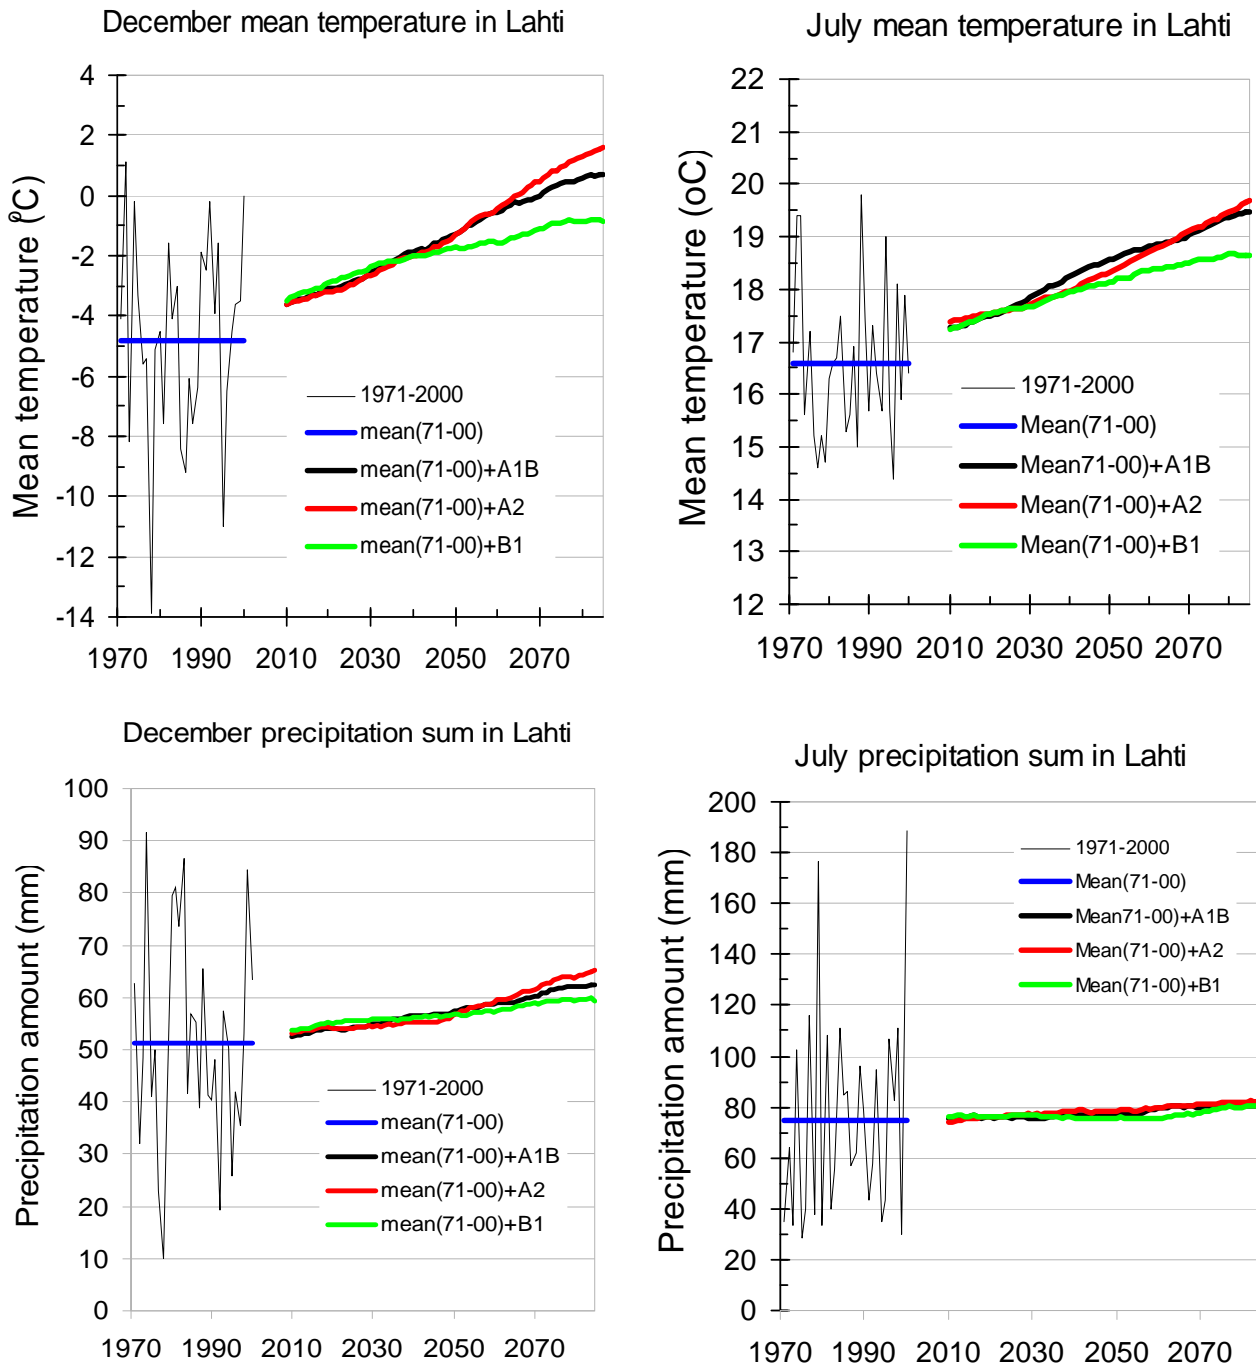 December mean temperature in Lahti
Mean temperature (ºC)
4
2
0
-2
-4
-6
-8
-10
-12
-14
1971-2000
mean(71-00)
mean(71-00)+A1B
mean(71-00)+A2
mean(71-00)+B1
1970 1990 2010 2030 2050 2070
July mean temperature in Lahti
Mean temperature (oC)
22
21
20
19
18
17
16
15
14
13
12
1971-2000
Mean(71-00)
Mean71-00)+A1B
Mean(71-00)+A2
Mean(71-00)+B1
1970 1990 2010 2030 2050 2070
December precipitation sum in Lahti
Precipitation amount (mm)
100
90
80
70
60
50
40
30
20
10
0
1971-2000
mean(71-00)
mean(71-00)+A1B
mean(71-00)+A2
mean(71-00)+B1
1970 1990 2010 2030 2050 2070
July precipitation sum in Lahti
Precipitation amount (mm)
200
180
160
140
120
100
80
60
40
20
0
1971-2000
Mean(71-00)
Mean71-00)+A1B
Mean(71-00)+A2
Mean(71-00)+B1
1970 1990 2010 2030 2050 2070